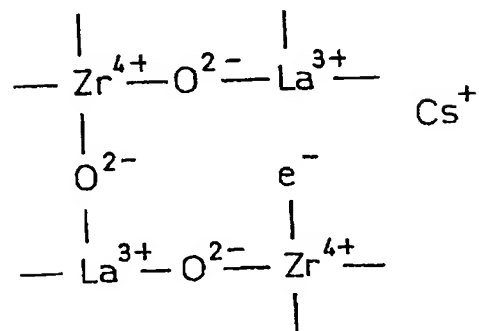 Zr⁴⁺ O²⁻ La³⁺
Cs⁺
O²⁻ e⁻
La³⁺ O²⁻ Zr⁴⁺